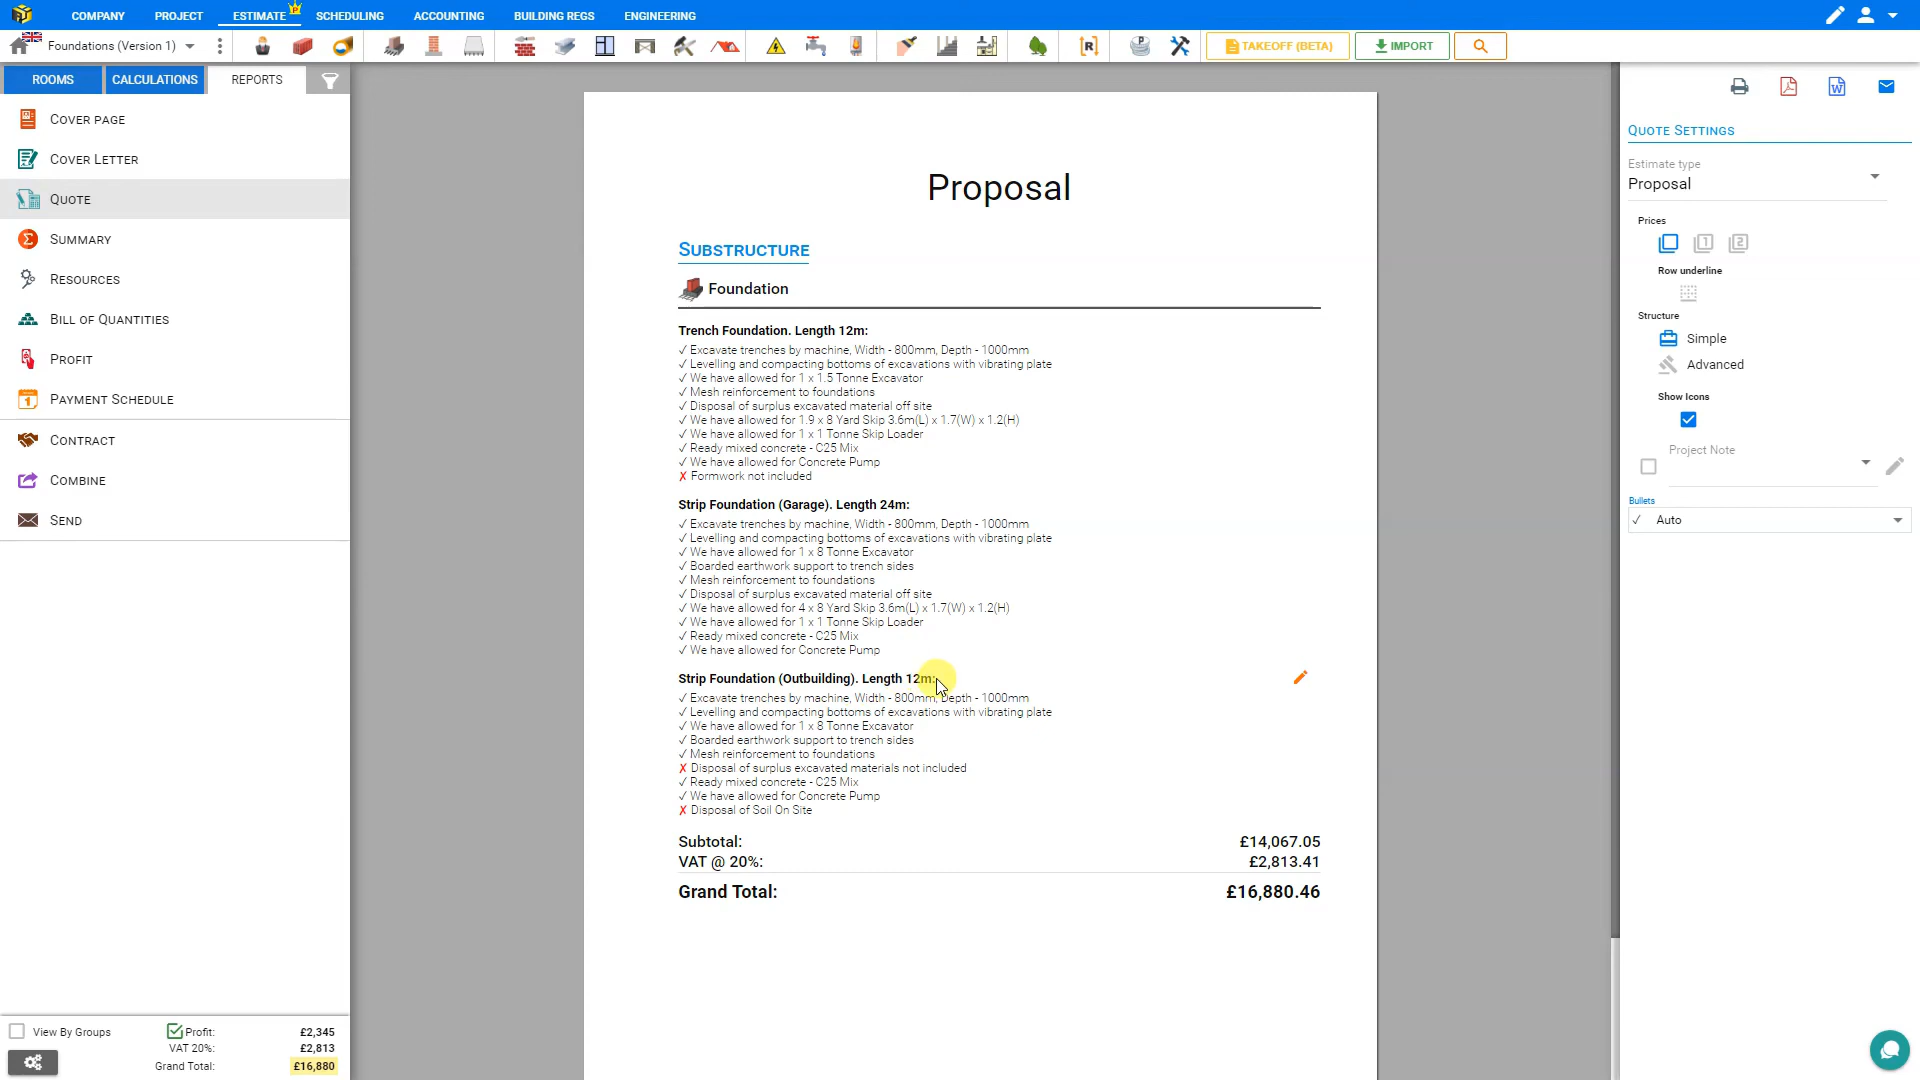 COMPANY PROJECT ESTIMATE SCHEDULING ACCOUNTING BUILDING REGS ENGINEERING
Foundations (Version 1) TAKEOFF (BETA) IMPORT
ROOMS CALCULATIONS REPORTS
COVER PAGE
COVER LETTER
QUOTE
SUMMARY
RESOURCES
BILL OF QUANTITIES
PROFIT
PAYMENT SCHEDULE
CONTRACT
COMBINE
SEND
View By Groups Profit: £2,345
VAT 20%: £2,813
Grand Total: £16,880
Proposal
SUBSTRUCTURE
Foundation
Trench Foundation. Length 12m:
✓ Excavate trenches by machine, Width - 800mm, Depth - 1000mm
✓ Levelling and compacting bottoms of excavations with vibrating plate
✓ We have allowed for 1 x 1.5 Tonne Excavator
✓ Mesh reinforcement to foundations
✓ Disposal of surplus excavated material off site
✓ We have allowed for 1.9 x 8 Yard Skip 3.6m(L) x 1.7(W) x 1.2(H)
✓ We have allowed for 1 x 1 Tonne Skip Loader
✓ Ready mixed concrete - C25 Mix
✓ We have allowed for Concrete Pump
✗ Formwork not included
Strip Foundation (Garage). Length 24m:
✓ Excavate trenches by machine, Width - 800mm, Depth - 1000mm
✓ Levelling and compacting bottoms of excavations with vibrating plate
✓ We have allowed for 1 x 8 Tonne Excavator
✓ Boarded earthwork support to trench sides
✓ Mesh reinforcement to foundations
✓ Disposal of surplus excavated material off site
✓ We have allowed for 4 x 8 Yard Skip 3.6m(L) x 1.7(W) x 1.2(H)
✓ We have allowed for 1 x 1 Tonne Skip Loader
✓ Ready mixed concrete - C25 Mix
✓ We have allowed for Concrete Pump
Strip Foundation (Outbuilding). Length 12m:
✓ Excavate trenches by machine, Width - 800mm, Depth - 1000mm
✓ Levelling and compacting bottoms of excavations with vibrating plate
✓ We have allowed for 1 x 8 Tonne Excavator
✓ Boarded earthwork support to trench sides
✓ Mesh reinforcement to foundations
✗ Disposal of surplus excavated materials not included
✓ Ready mixed concrete - C25 Mix
✓ We have allowed for Concrete Pump
✗ Disposal of Soil On Site
Subtotal: £14,067.05
VAT @ 20%: £2,813.41
Grand Total: £16,880.46
QUOTE SETTINGS
Estimate type
Proposal
Prices
1 2
Row underline
Structure
Simple
Advanced
Show Icons
Project Note
Bullets
✓ Auto